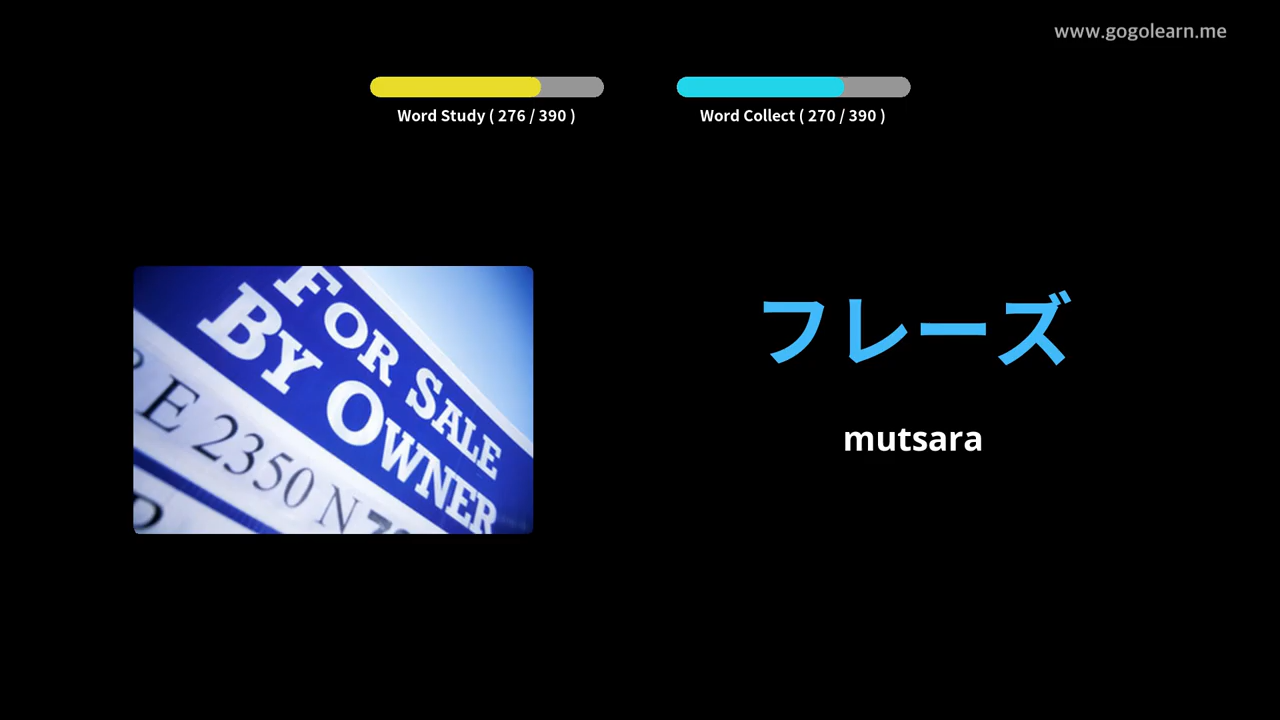 www.gogolearn.me
Word Study ( 276 / 390 )
Word Collect ( 270 / 390 )
FOR SALE
BY OWNER
E 2350 N
フレーズ
mutsara